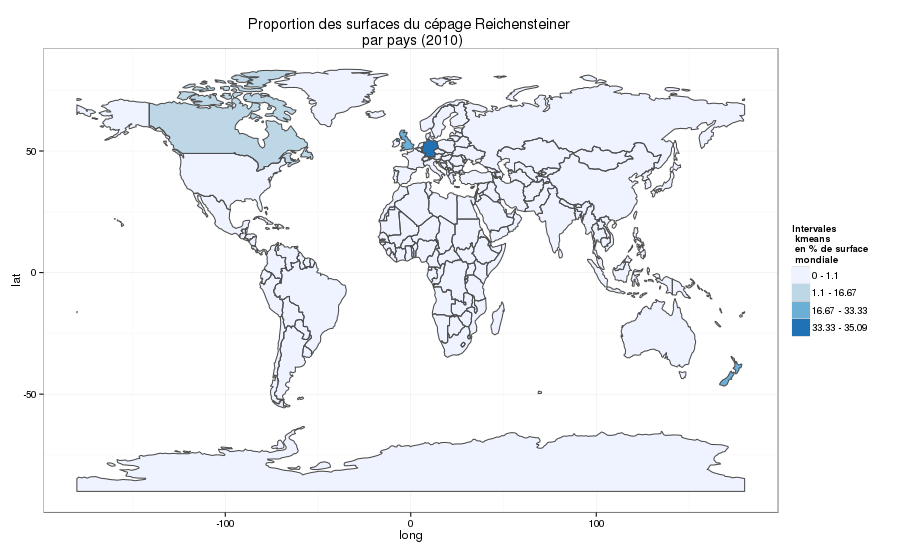 Proportion des surfaces du cépage Reichensteiner
par pays (2010)
50
0
-50
lat
-100
0
100
long
Intervales
kmeans
en % de surface
mondiale
0 - 1.1
1.1 - 16.67
16.67 - 33.33
33.33 - 35.09